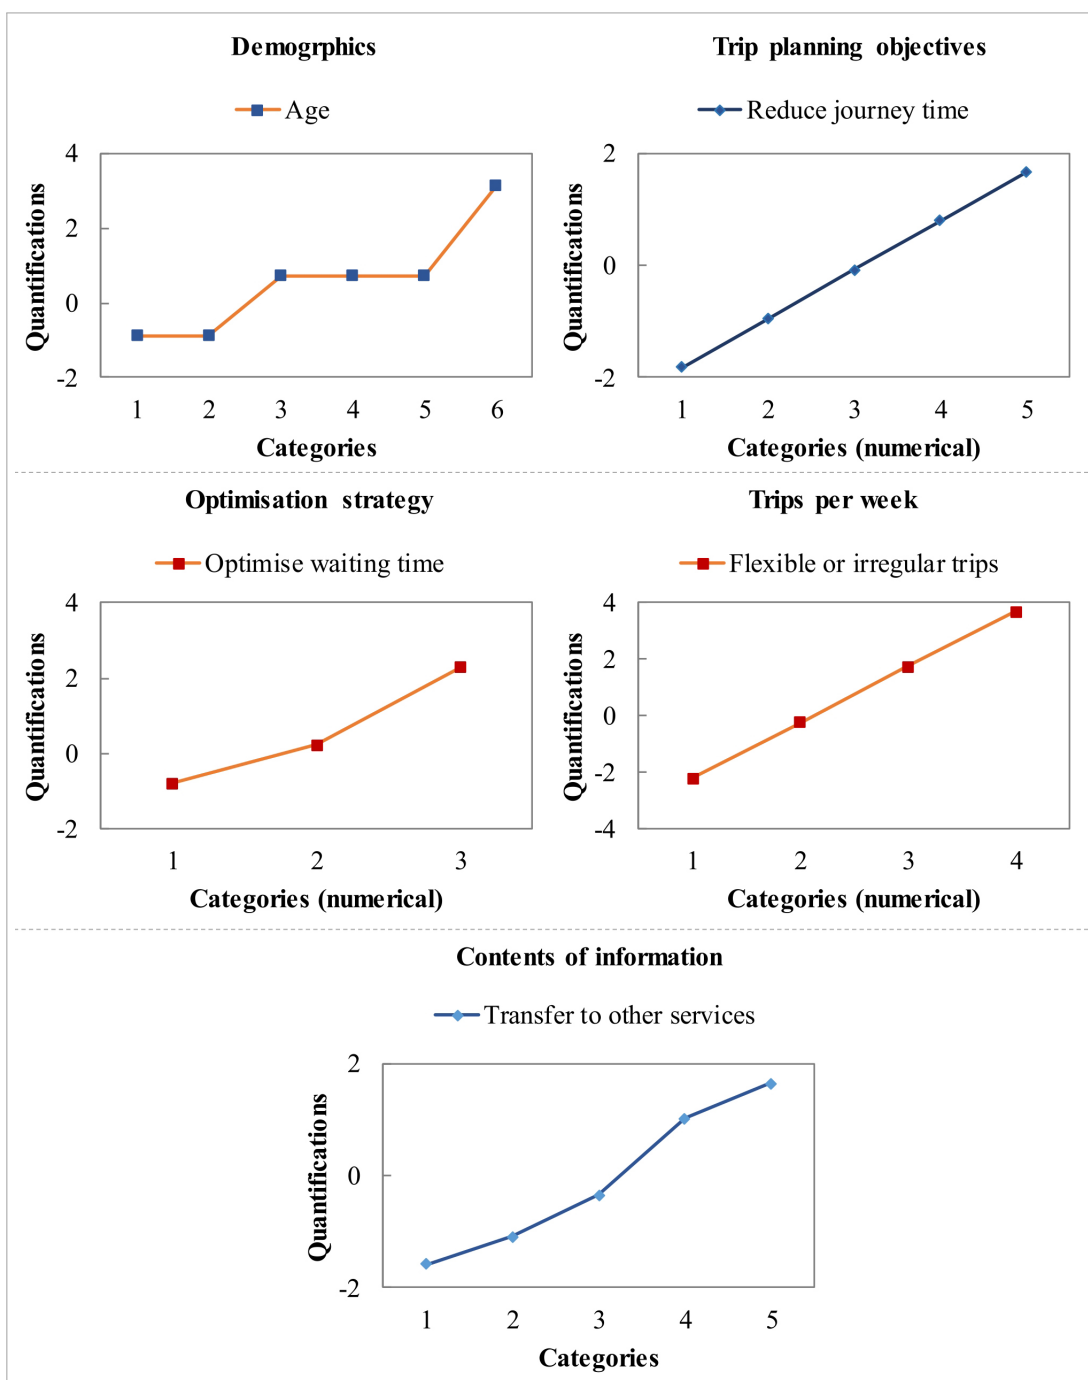 Demogrphics
Trip planning objectives
Age
Reduce journey time
4
2
0
-2
Quantifications
1 2 3 4 5 6
Categories
2
0
-2
Quantifications
1 2 3 4 5
Categories (numerical)
Optimisation strategy
Trips per week
Optimise waiting time
Flexible or irregular trips
4
2
0
-2
Quantifications
1 2 3
Categories (numerical)
4
2
0
-2
-4
Quantifications
1 2 3 4
Categories (numerical)
Contents of information
Transfer to other services
2
0
-2
Quantifications
1 2 3 4 5
Categories